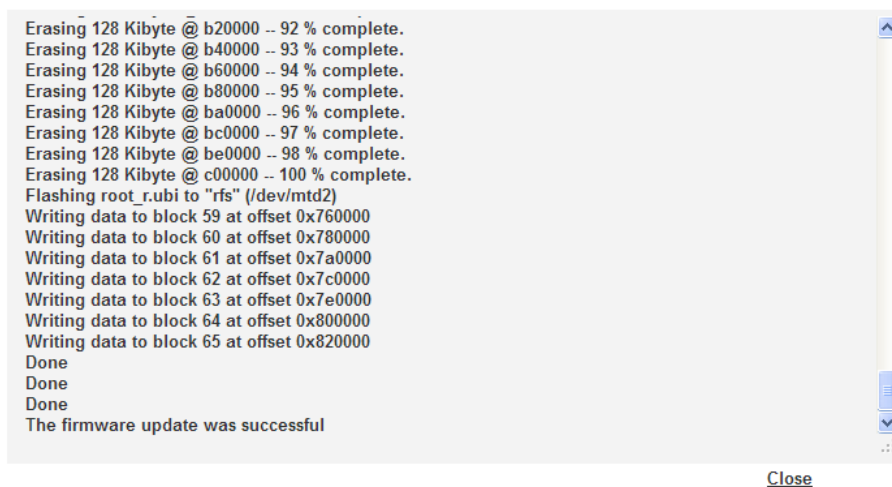 Erasing 128 Kibyte @ b20000 -- 92 % complete.
Erasing 128 Kibyte @ b40000 -- 93 % complete.
Erasing 128 Kibyte @ b60000 -- 94 % complete.
Erasing 128 Kibyte @ b80000 -- 95 % complete.
Erasing 128 Kibyte @ ba0000 -- 96 % complete.
Erasing 128 Kibyte @ bc0000 -- 97 % complete.
Erasing 128 Kibyte @ be0000 -- 98 % complete.
Erasing 128 Kibyte @ c00000 -- 100 % complete.
Flashing root_r.ubi to "rfs" (/dev/mtd2)
Writing data to block 59 at offset 0x760000
Writing data to block 60 at offset 0x780000
Writing data to block 61 at offset 0x7a0000
Writing data to block 62 at offset 0x7c0000
Writing data to block 63 at offset 0x7e0000
Writing data to block 64 at offset 0x800000
Writing data to block 65 at offset 0x820000
Done
Done
Done
The firmware update was successful
Close